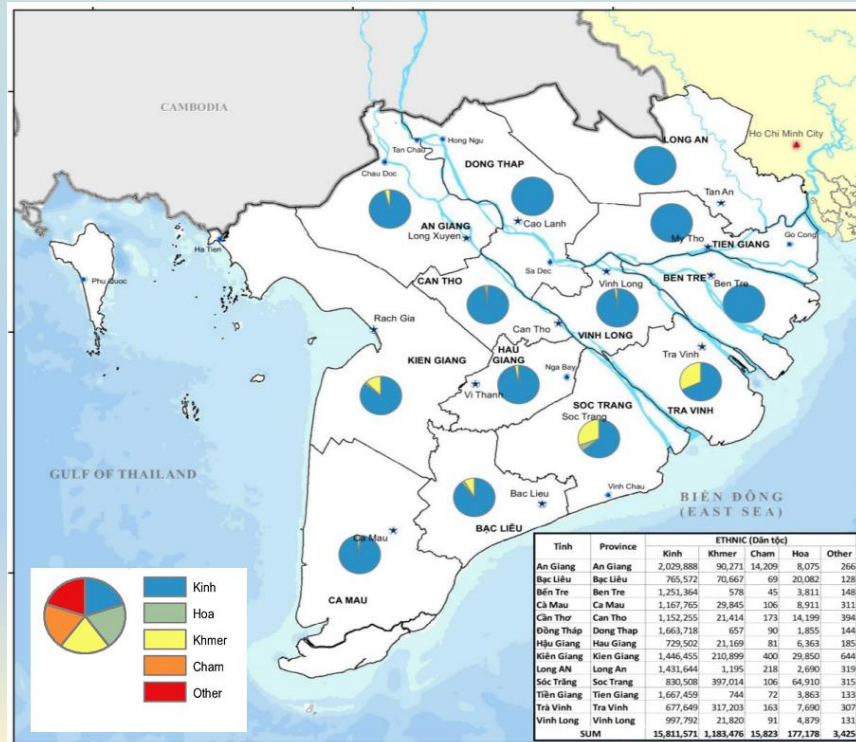 CAMBODIA
LONG AN
Ho Chi Minh City
Hong Ngu
Tan Chau
DONG THAP
Chau Doc
Tan An
Cao Lanh
AN GIANG
Long Xuyen
My Tho
Go Cong
TIEN GIANG
Ha Tien
Sa Dec
BEN TRE
Ben Tre
Phu Quoc
CAN THO
Vinh Long
Rach Gia
Can Tho
VINH LONG
HAU
GIANG
Tra Vinh
KIEN GIANG
Nga Bay
Vi Thanh
SOC TRANG
TRA VINH
Soc Trang
GULF OF THAILAND
Vinh Chau
BIỂN ĐÔNG
(EAST SEA)
Bac Lieu
BẠC LIÊU
Ca Mau
CA MAU
Kinh
Hoa
Khmer
Cham
Other
Tỉnh Province ETHNIC (Dân tộc)
Kinh Khmer Cham Hoa Other
An Giang An Giang 2,029,888 90,271 14,209 8,075 266
Bạc Liêu Bạc Liêu 765,572 70,667 69 20,082 128
Bến Tre Ben Tre 1,251,364 578 45 3,811 148
Cà Mau Ca Mau 1,167,765 29,845 106 8,911 311
Cần Thơ Can Tho 1,152,255 21,414 173 14,199 394
Đồng Tháp Dong Thap 1,663,718 657 90 1,855 144
Hậu Giang Hau Giang 729,502 21,169 81 6,363 185
Kiên Giang Kien Giang 1,446,455 210,899 400 29,850 644
Long AN Long An 1,431,644 1,195 218 2,690 319
Sóc Trăng Soc Trang 830,508 397,014 106 64,910 315
Tiền Giang Tien Giang 1,667,459 744 72 3,863 133
Trà Vinh Tra Vinh 677,649 317,203 163 7,690 307
Vinh Long Vinh Long 997,792 21,820 91 4,879 131
SUM 15,811,571 1,183,476 15,823 177,178 3,425